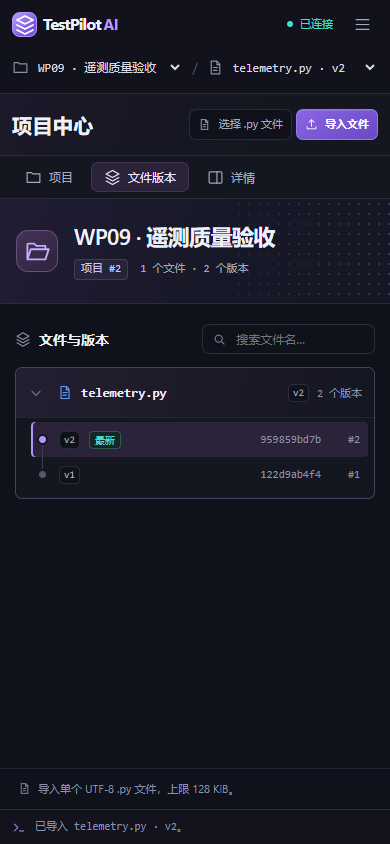 TestPilot AI
已连接
WP09 · 遥测质量验收 / telemetry.py · v2
项目中心
选择 .py 文件
导入文件
项目
文件版本
详情
WP09 · 遥测质量验收
项目 #2 1 个文件 · 2 个版本
文件与版本
搜索文件名...
telemetry.py v2 2 个版本
v2 最新 959859bd7b #2
v1 122d9ab4f4 #1
导入单个 UTF-8 .py 文件，上限 128 KiB。
已导入 telemetry.py · v2。